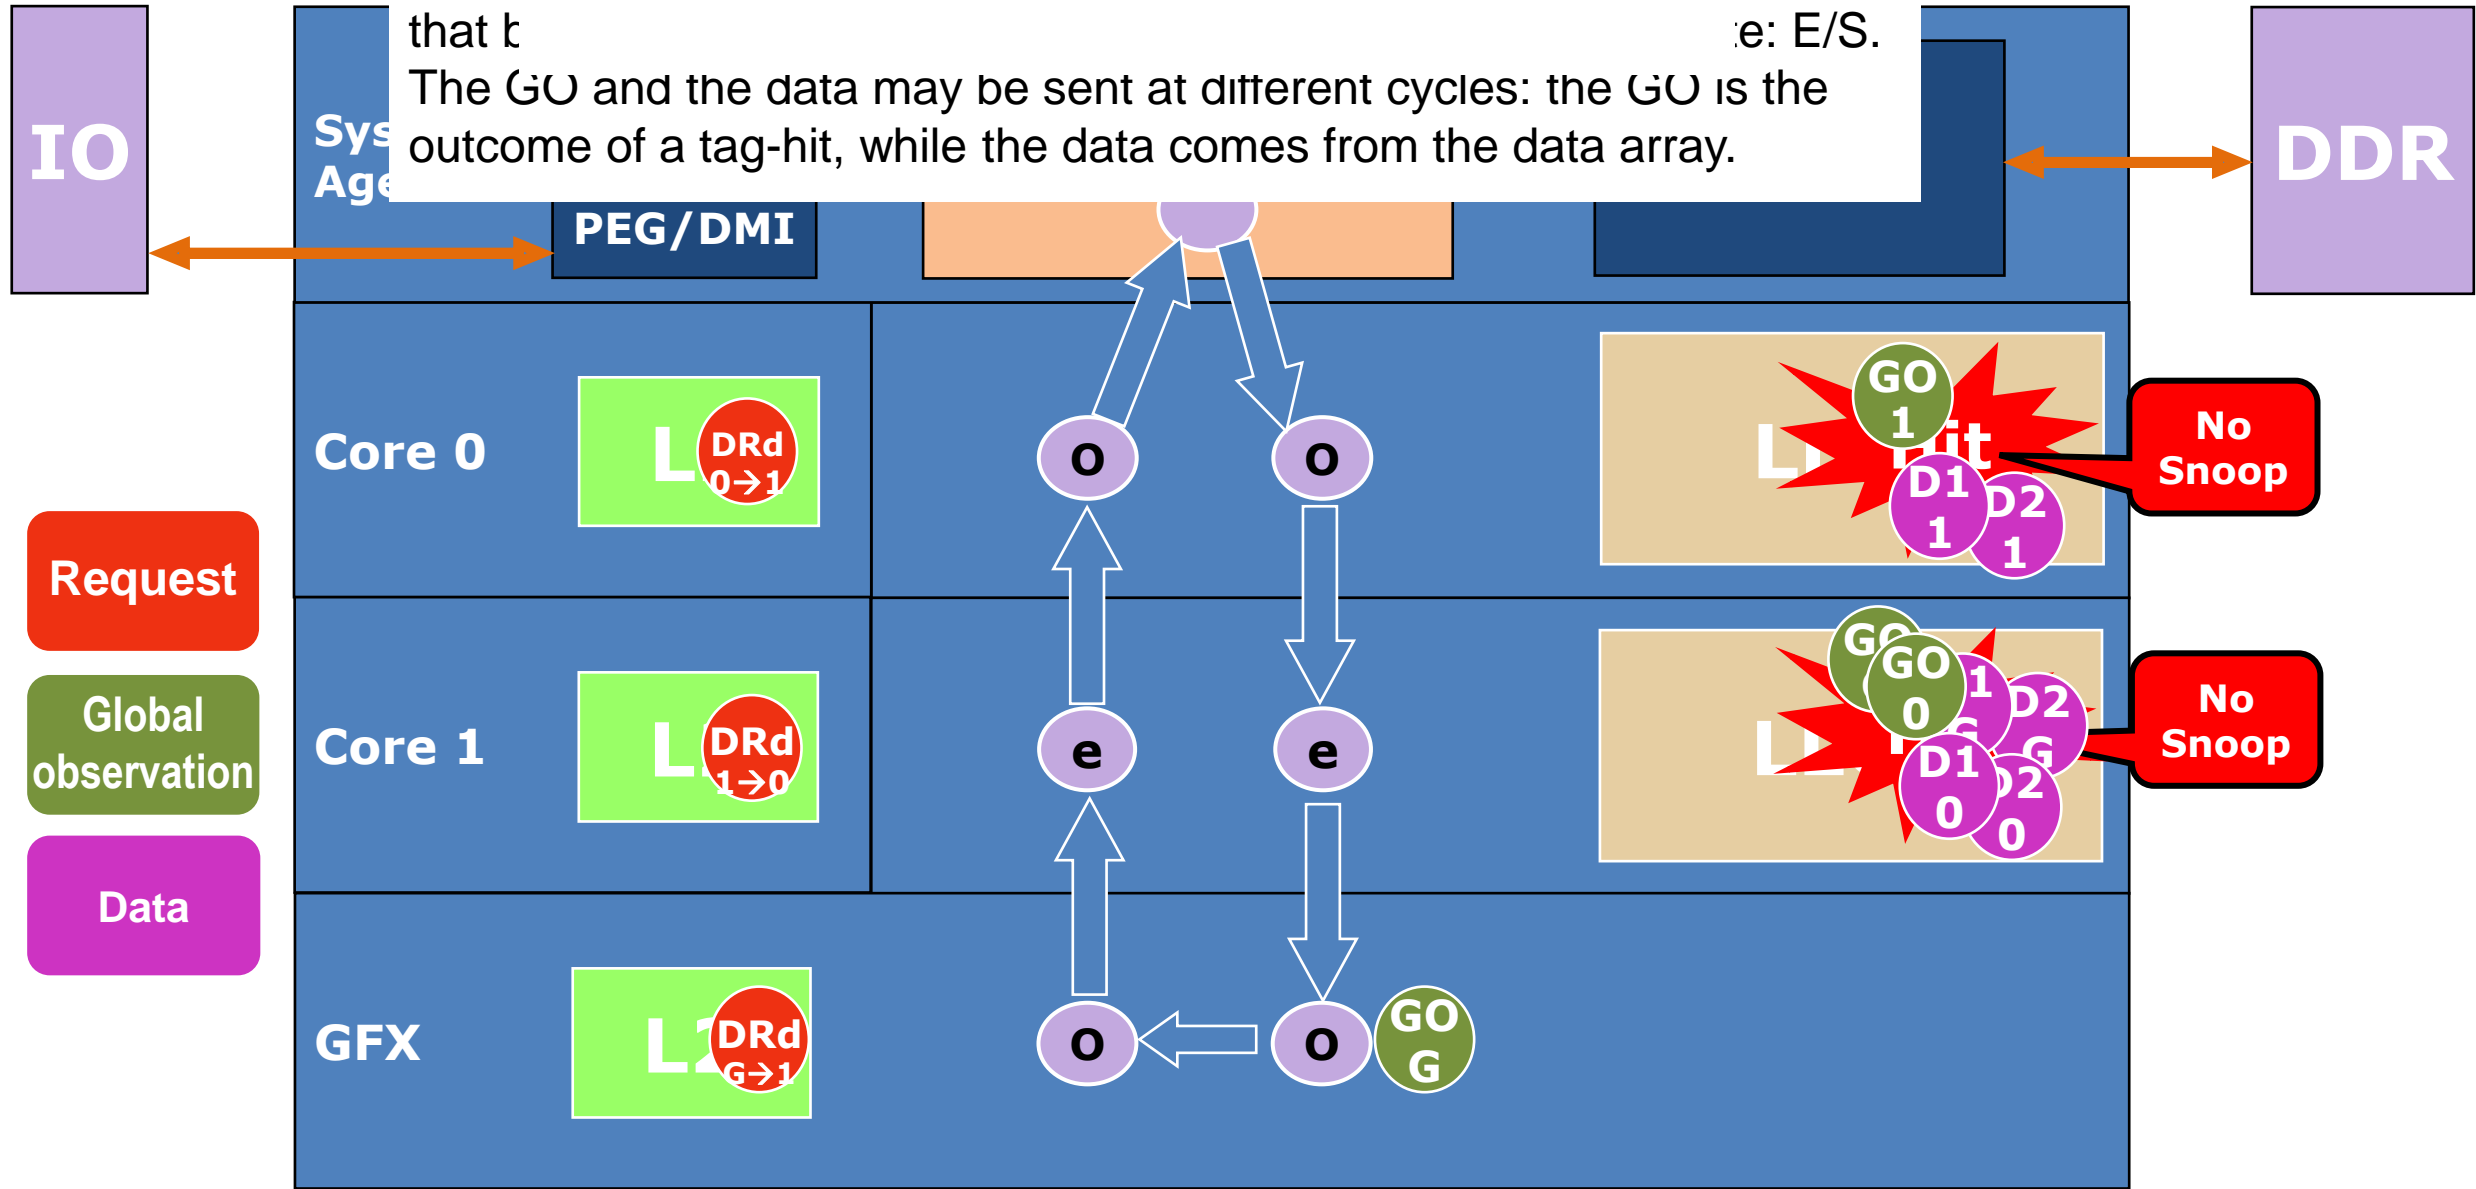 that
E/S.
The GO and the data may be sent at different cycles: the GO is the
outcome of a tag-hit, while the data comes from the data array.
IO
DDR
PEG/DMI
Core 0
DRd
0→1
O
O
GO
1
Hit
D1
1
D2
1
No
Snoop
Request
Global
observation
Data
Core 1
DRd
1→0
e
e
GO
0
D1
0
D2
0
D2
G
No
Snoop
GFX
L2
DRd
G→1
O
O
GO
G